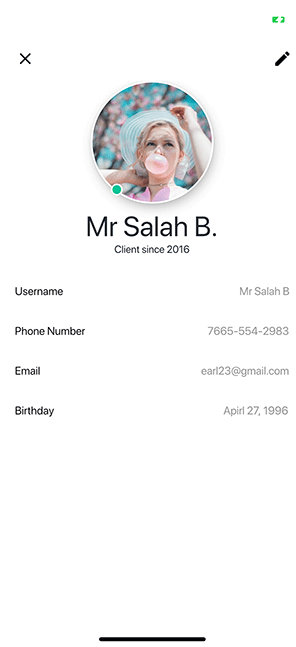 Mr Salah B.
Client since 2016
Username Mr Salah B
Phone Number 7665-554-2983
Email earl23@gmail.com
Birthday Apirl 27, 1996